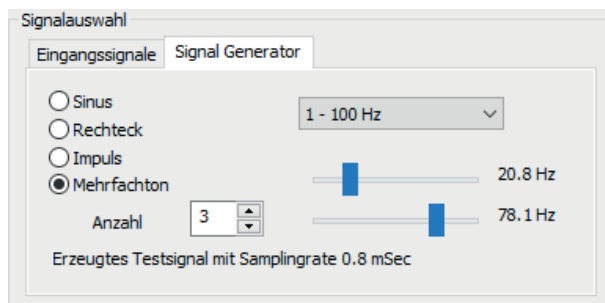 Signalauswahl
Eingangssignale Signal Generator
Sinus
1 - 100 Hz
Rechteck
Impuls
Mehrfachton
20.8 Hz
Anzahl 3 78.1 Hz
Erzeugtes Testsignal mit Samplingrate 0.8 mSec